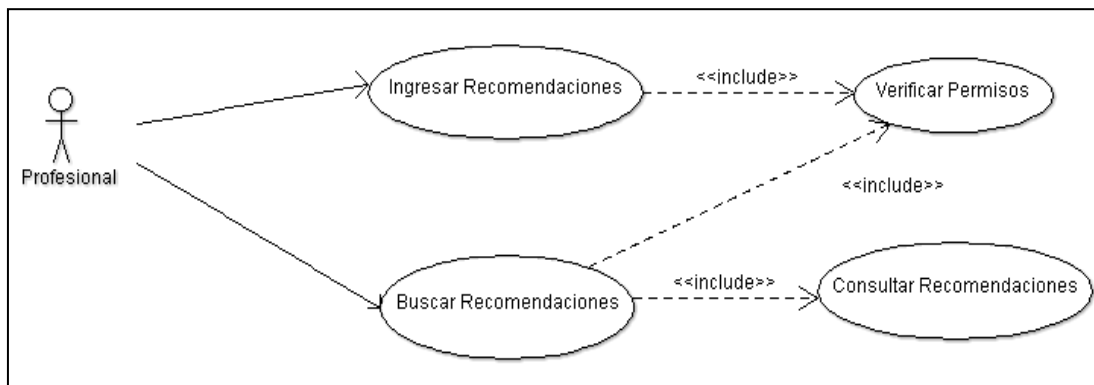 Ingresar Recomendaciones
<<include>>
Verificar Permisos
Profesional
<<include>>
Buscar Recomendaciones
<<include>>
Consultar Recomendaciones